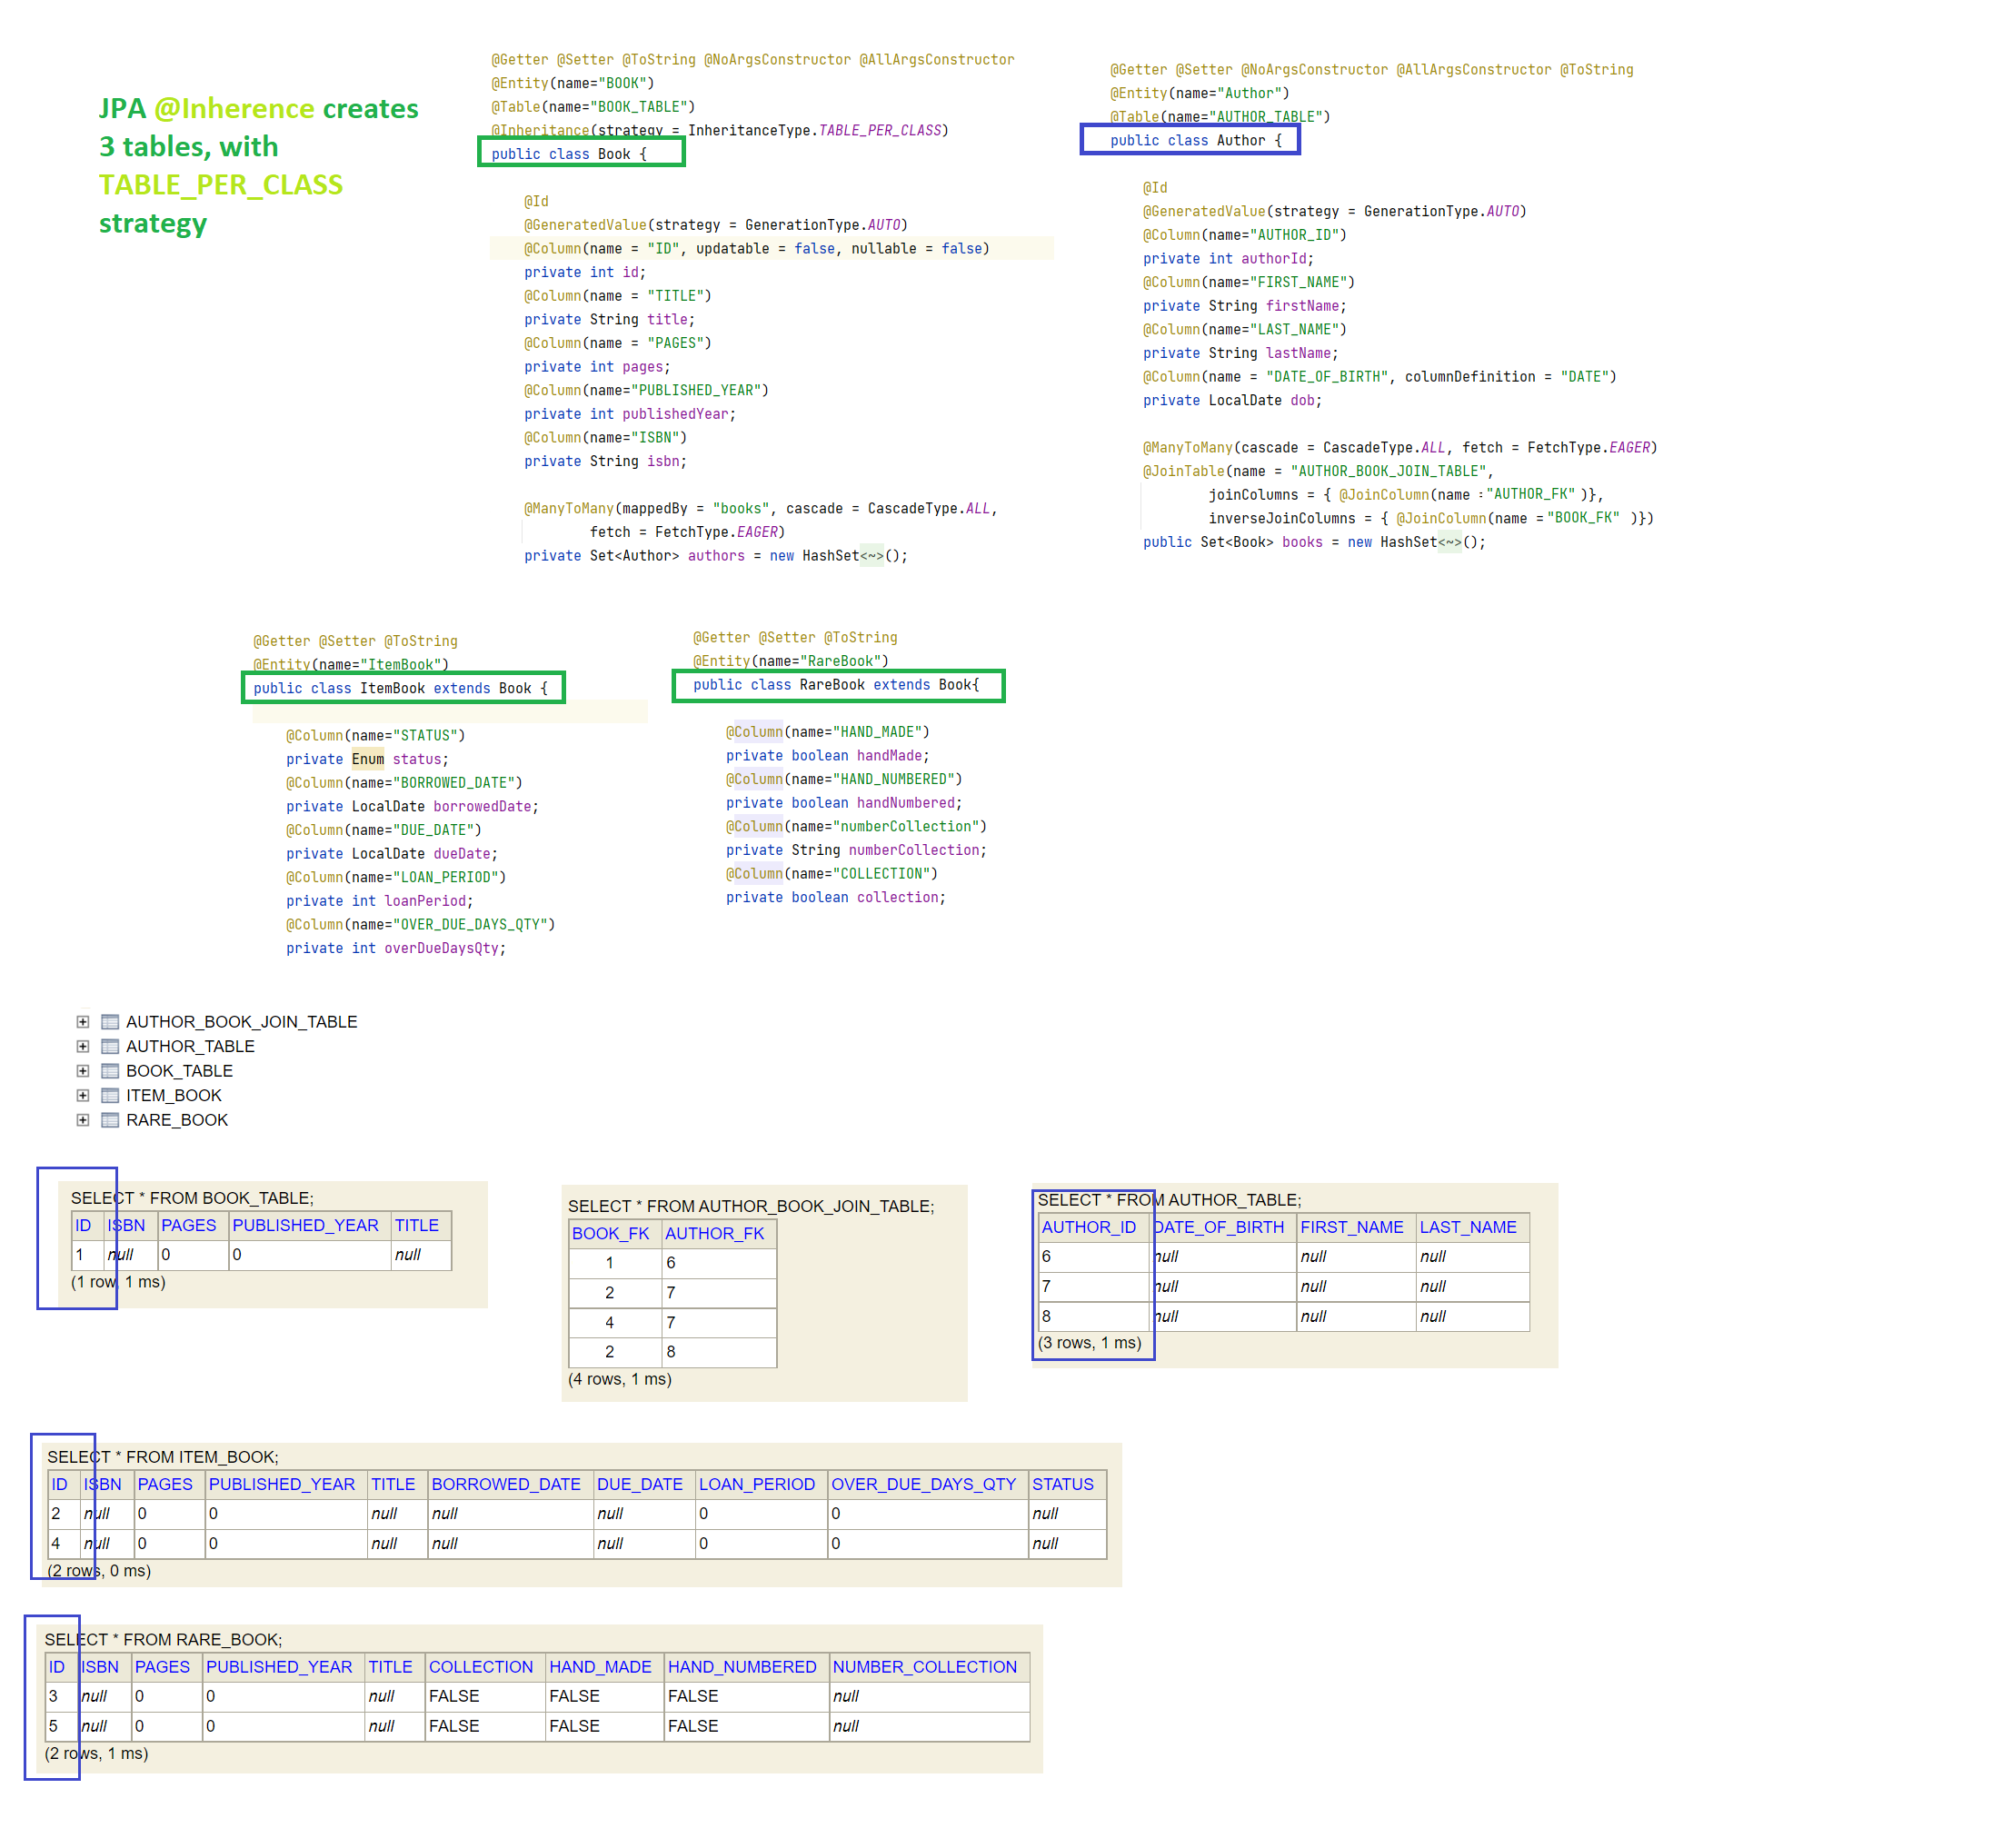 JPA @Inherence creates
3 tables, with
TABLE_PER_CLASS
strategy
@Getter @Setter @ToString @NoArgsConstructor @AllArgsConstructor
@Entity(name="BOOK")
@Table(name="BOOK_TABLE")
@Inheritance(strategy = InheritanceType.TABLE_PER_CLASS)
public class Book {
@Id
@GeneratedValue(strategy = GenerationType.AUTO)
@Column(name = "ID", updatable = false, nullable = false)
private int id;
@Column(name = "TITLE")
private String title;
@Column(name = "PAGES")
private int pages;
@Column(name="PUBLISHED_YEAR")
private int publishedYear;
@Column(name="ISBN")
private String isbn;
@ManyToMany(mappedBy = "books", cascade = CascadeType.ALL,
fetch = FetchType.EAGER)
private Set<Author> authors = new HashSet<~>();
@Getter @Setter @NoArgsConstructor @AllArgsConstructor @ToString
@Entity(name="Author")
@Table(name="AUTHOR_TABLE")
public class Author {
@Id
@GeneratedValue(strategy = GenerationType.AUTO)
@Column(name="AUTHOR_ID")
private int authorId;
@Column(name="FIRST_NAME")
private String firstName;
@Column(name="LAST_NAME")
private String lastName;
@Column(name = "DATE_OF_BIRTH", columnDefinition = "DATE")
private LocalDate dob;
@ManyToMany(cascade = CascadeType.ALL, fetch = FetchType.EAGER)
@JoinTable(name = "AUTHOR_BOOK_JOIN_TABLE",
joinColumns = { @JoinColumn(name :"AUTHOR_FK" )},
inverseJoinColumns = { @JoinColumn(name ="BOOK_FK" )})
public Set<Book> books = new HashSet<~>();
@Getter @Setter @ToString
@Entity(name="ItemBook")
public class ItemBook extends Book {
@Column(name="STATUS")
private Enum status;
@Column(name="BORROWED_DATE")
private LocalDate borrowedDate;
@Column(name="DUE_DATE")
private LocalDate dueDate;
@Column(name="LOAN_PERIOD")
private int loanPeriod;
@Column(name="OVER_DUE_DAYS_QTY")
private int overDueDaysQty;
@Getter @Setter @ToString
@Entity(name="RareBook")
public class RareBook extends Book{
@Column(name="HAND_MADE")
private boolean handMade;
@Column(name="HAND_NUMBERED")
private boolean handNumbered;
@Column(name="numberCollection")
private String numberCollection;
@Column(name="COLLECTION")
private boolean collection;
AUTHOR_BOOK_JOIN_TABLE
AUTHOR_TABLE
BOOK_TABLE
ITEM_BOOK
RARE_BOOK
SELECT * FROM BOOK_TABLE;
ID ISBN PAGES PUBLISHED_YEAR TITLE
1 null 0 0 null
(1 row, 1 ms)
SELECT * FROM AUTHOR_BOOK_JOIN_TABLE;
BOOK_FK AUTHOR_FK
1 6
2 7
4 7
2 8
(4 rows, 1 ms)
SELECT * FROM AUTHOR_TABLE;
AUTHOR_ID DATE_OF_BIRTH FIRST_NAME LAST_NAME
6 null null null
7 null null null
8 null null null
(3 rows, 1 ms)
SELECT * FROM ITEM_BOOK;
ID ISBN PAGES PUBLISHED_YEAR TITLE BORROWED_DATE DUE_DATE LOAN_PERIOD OVER_DUE_DAYS_QTY STATUS
2 null 0 0 null null null 0 0 null
4 null 0 0 null null null 0 0 null
(2 rows, 0 ms)
SELECT * FROM RARE_BOOK;
ID ISBN PAGES PUBLISHED_YEAR TITLE COLLECTION HAND_MADE HAND_NUMBERED NUMBER_COLLECTION
3 null 0 0 null FALSE FALSE FALSE null
5 null 0 0 null FALSE FALSE FALSE null
(2 rows, 1 ms)